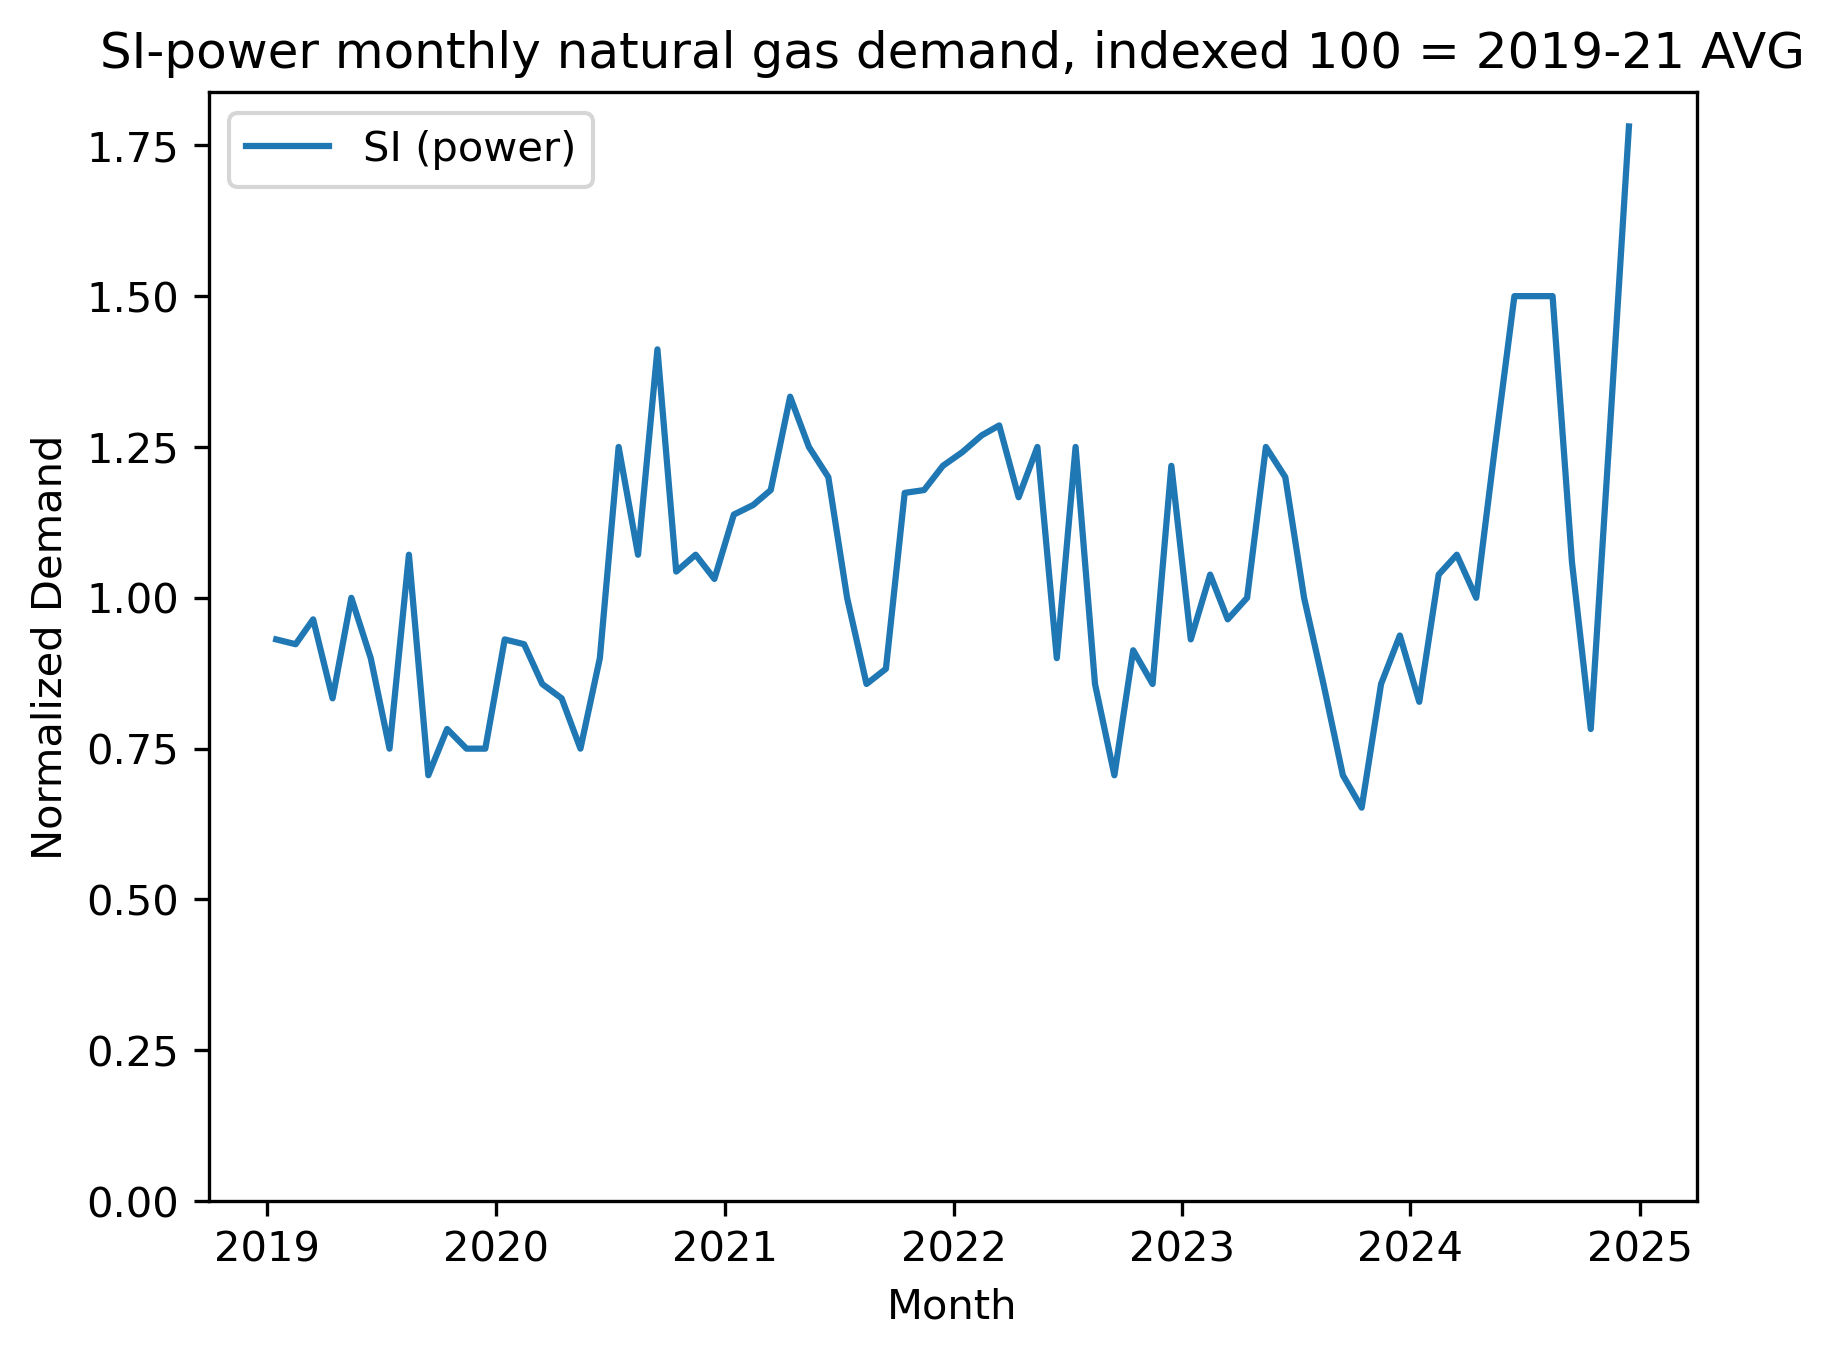 SI-power monthly natural gas demand, indexed 100 = 2019-21 AVG
SI (power)
Normalized Demand
1.75
1.50
1.25
1.00
0.75
0.50
0.25
0.00
2019 2020 2021 2022 2023 2024 2025
Month